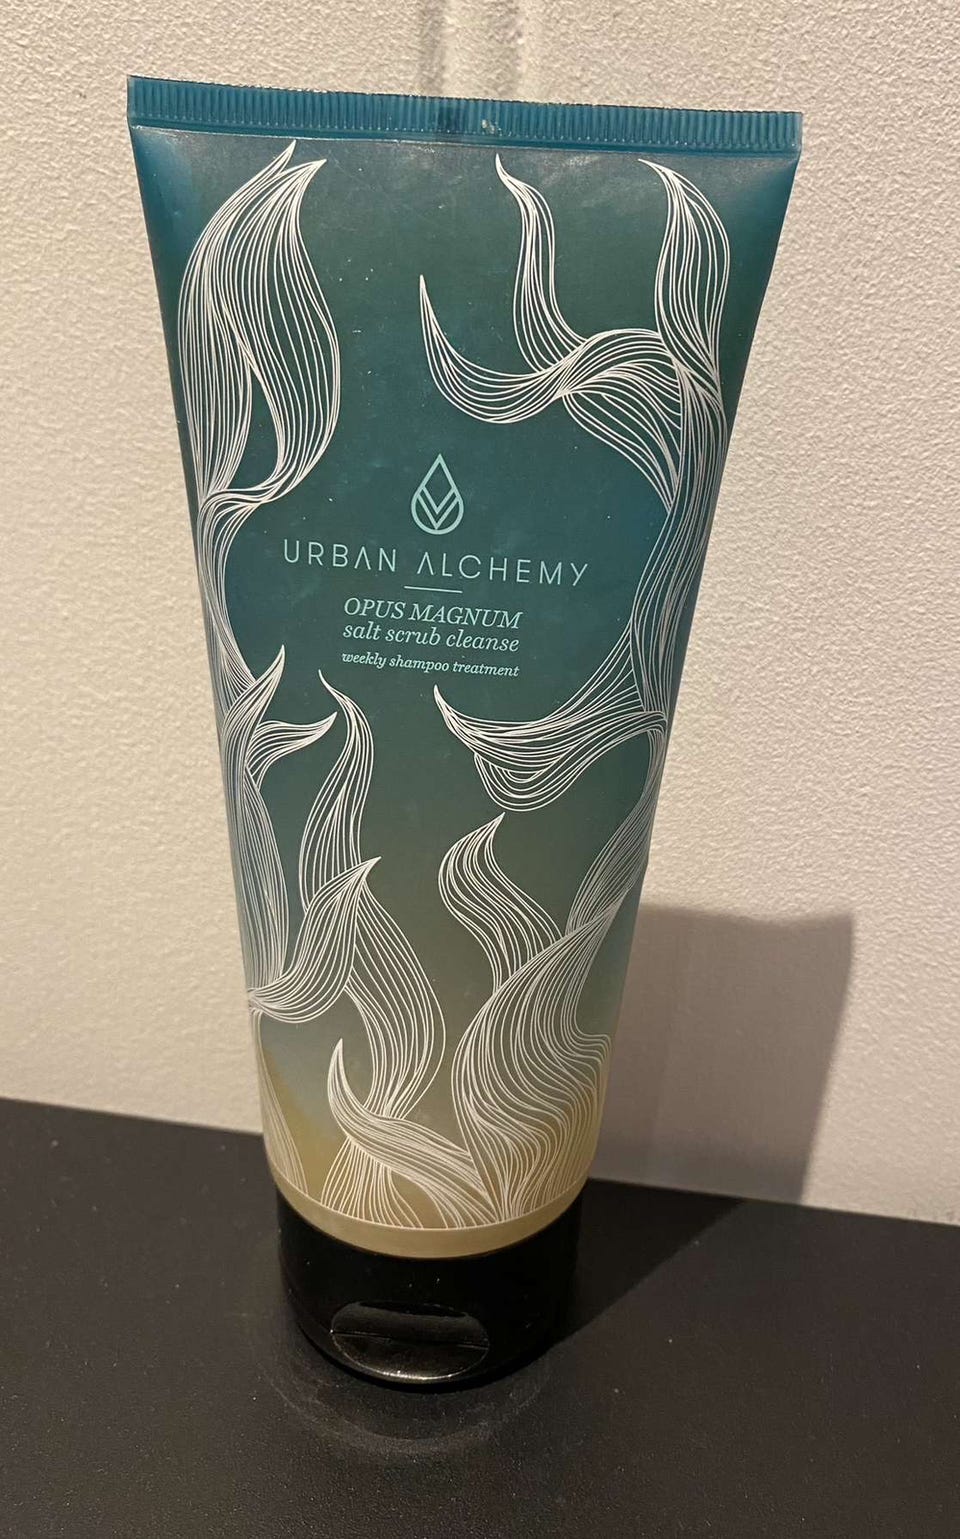 URBAN ALCHEMY
OPUS MAGNUM
salt scrub cleanse
weekly shampoo treatment